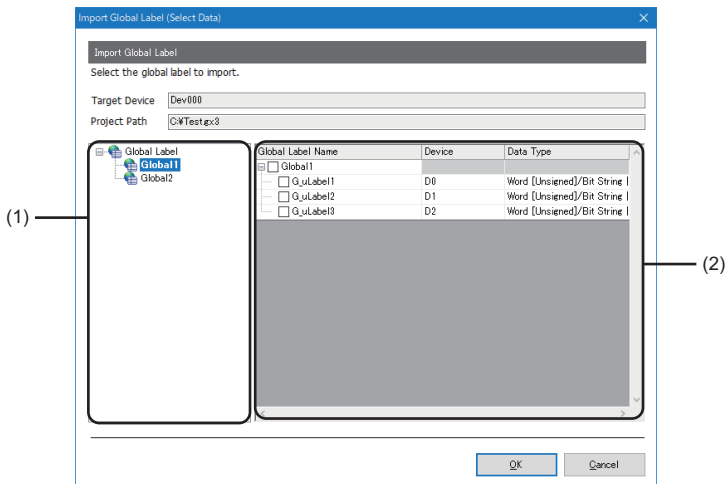 Import Global Label (Select Data)
Import Global Label
Select the global label to import.
Target Device Dev000
Project Path C:¥Test.gx3
Global Label
Global1
Global2
Global Label Name Device Data Type
Global1
G_uLabel1 D0 Word [Unsigned]/Bit String [
G_uLabel2 D1 Word [Unsigned]/Bit String [
G_uLabel3 D2 Word [Unsigned]/Bit String [
(1)
(2)
OK Cancel